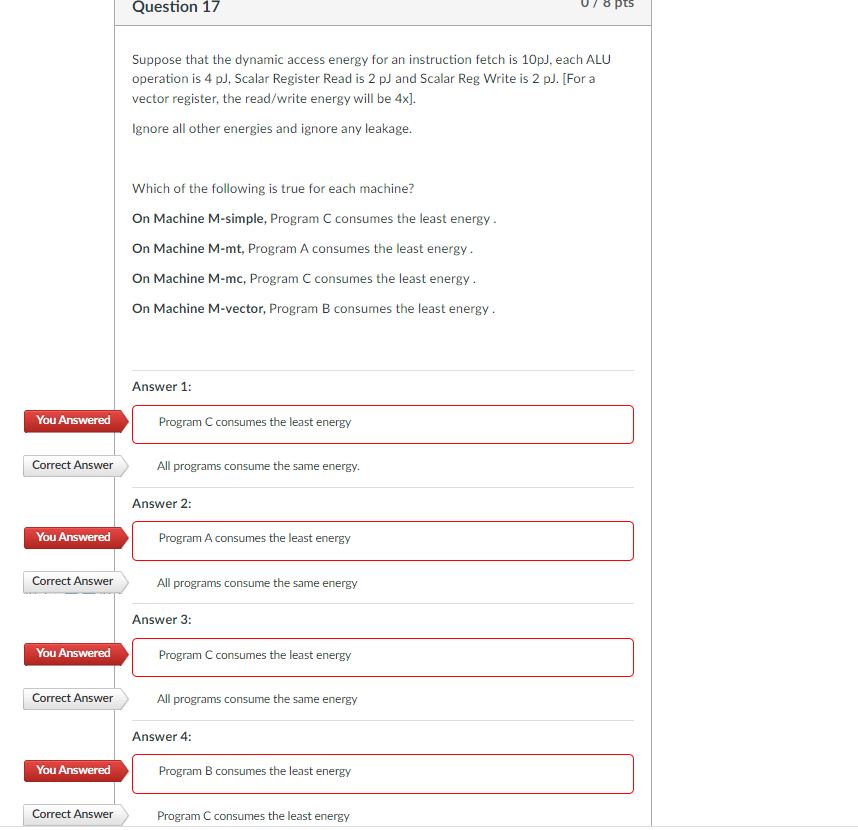 Question 17
0 / 8 pts
Suppose that the dynamic access energy for an instruction fetch is 10pJ, each ALU
operation is 4 pJ, Scalar Register Read is 2 pJ and Scalar Reg Write is 2 pJ. [For a
vector register, the read/write energy will be 4x].
Ignore all other energies and ignore any leakage.
Which of the following is true for each machine?
On Machine M-simple, Program C consumes the least energy .
On Machine M-mt, Program A consumes the least energy .
On Machine M-mc, Program C consumes the least energy .
On Machine M-vector, Program B consumes the least energy .
Answer 1:
You Answered
Program C consumes the least energy
Correct Answer
All programs consume the same energy.
Answer 2:
You Answered
Program A consumes the least energy
Correct Answer
All programs consume the same energy
Answer 3:
You Answered
Program C consumes the least energy
Correct Answer
All programs consume the same energy
Answer 4:
You Answered
Program B consumes the least energy
Correct Answer
Program C consumes the least energy